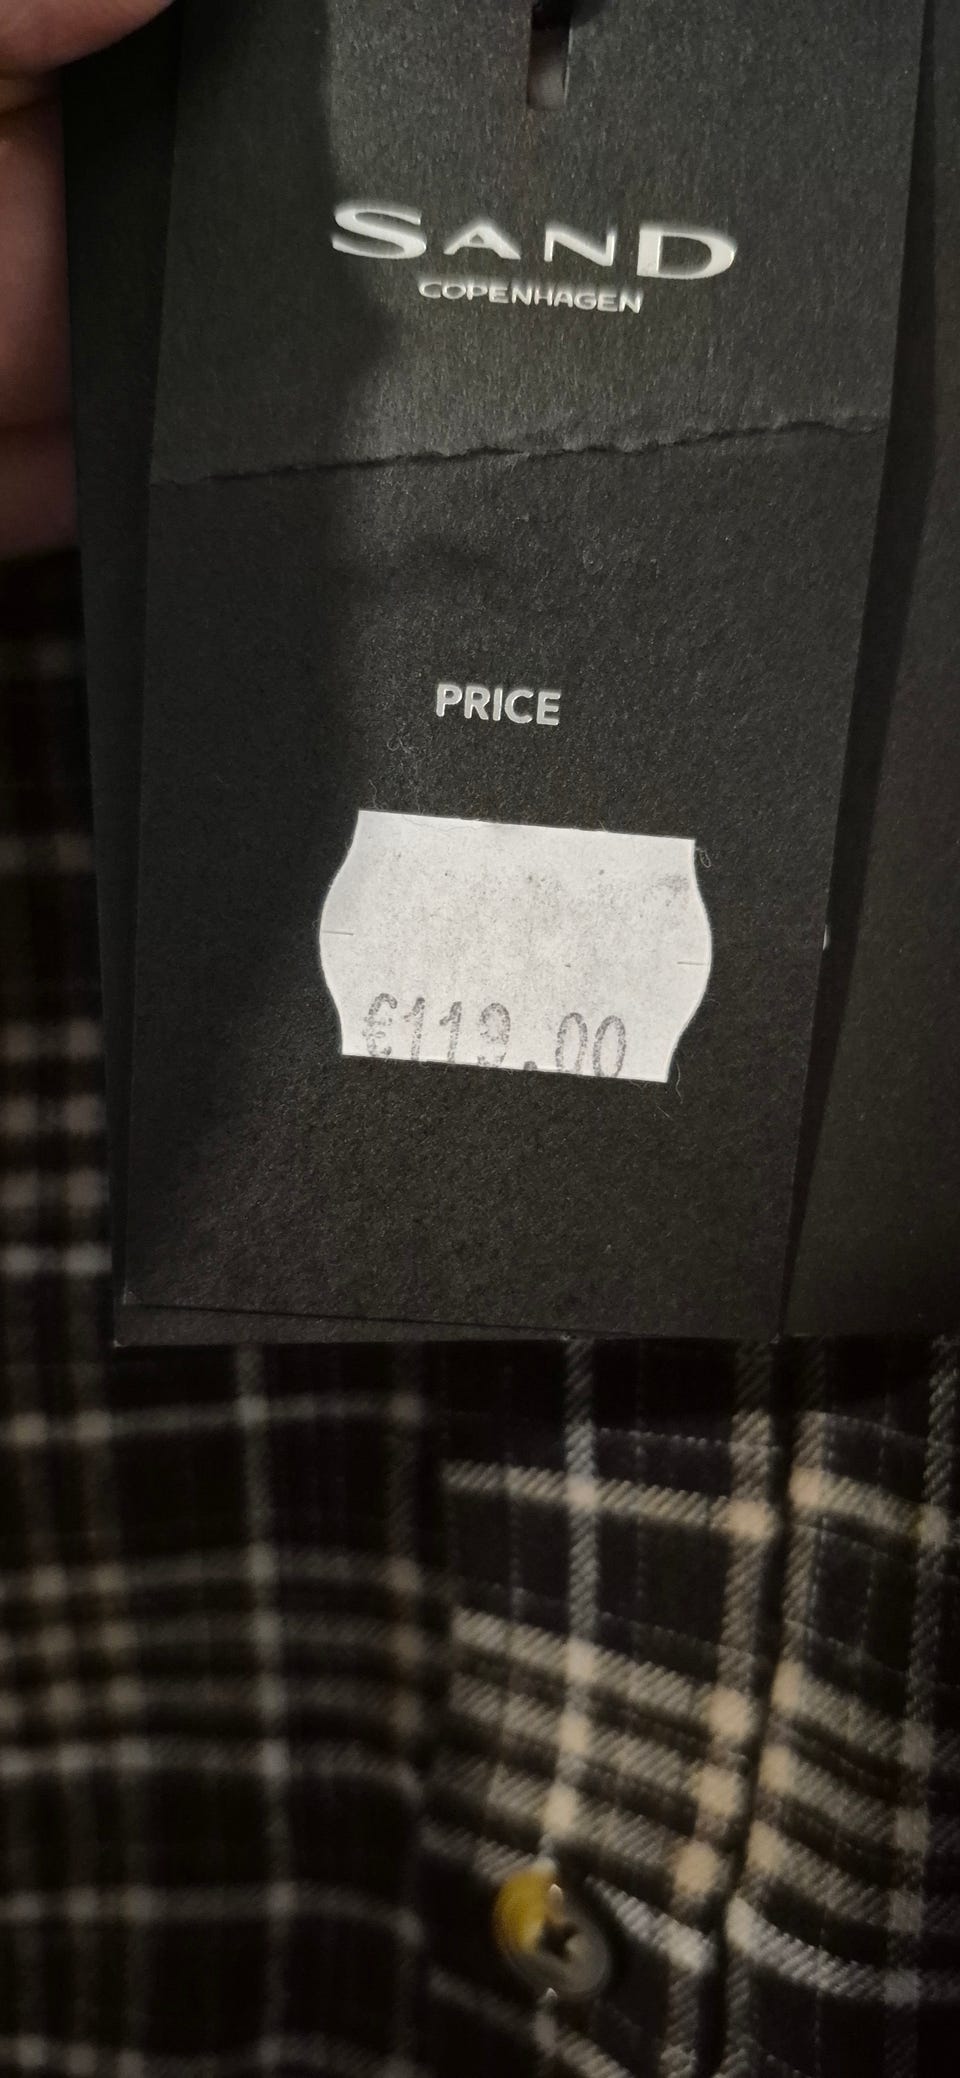 SAND
COPENHAGEN
PRICE
€119.00